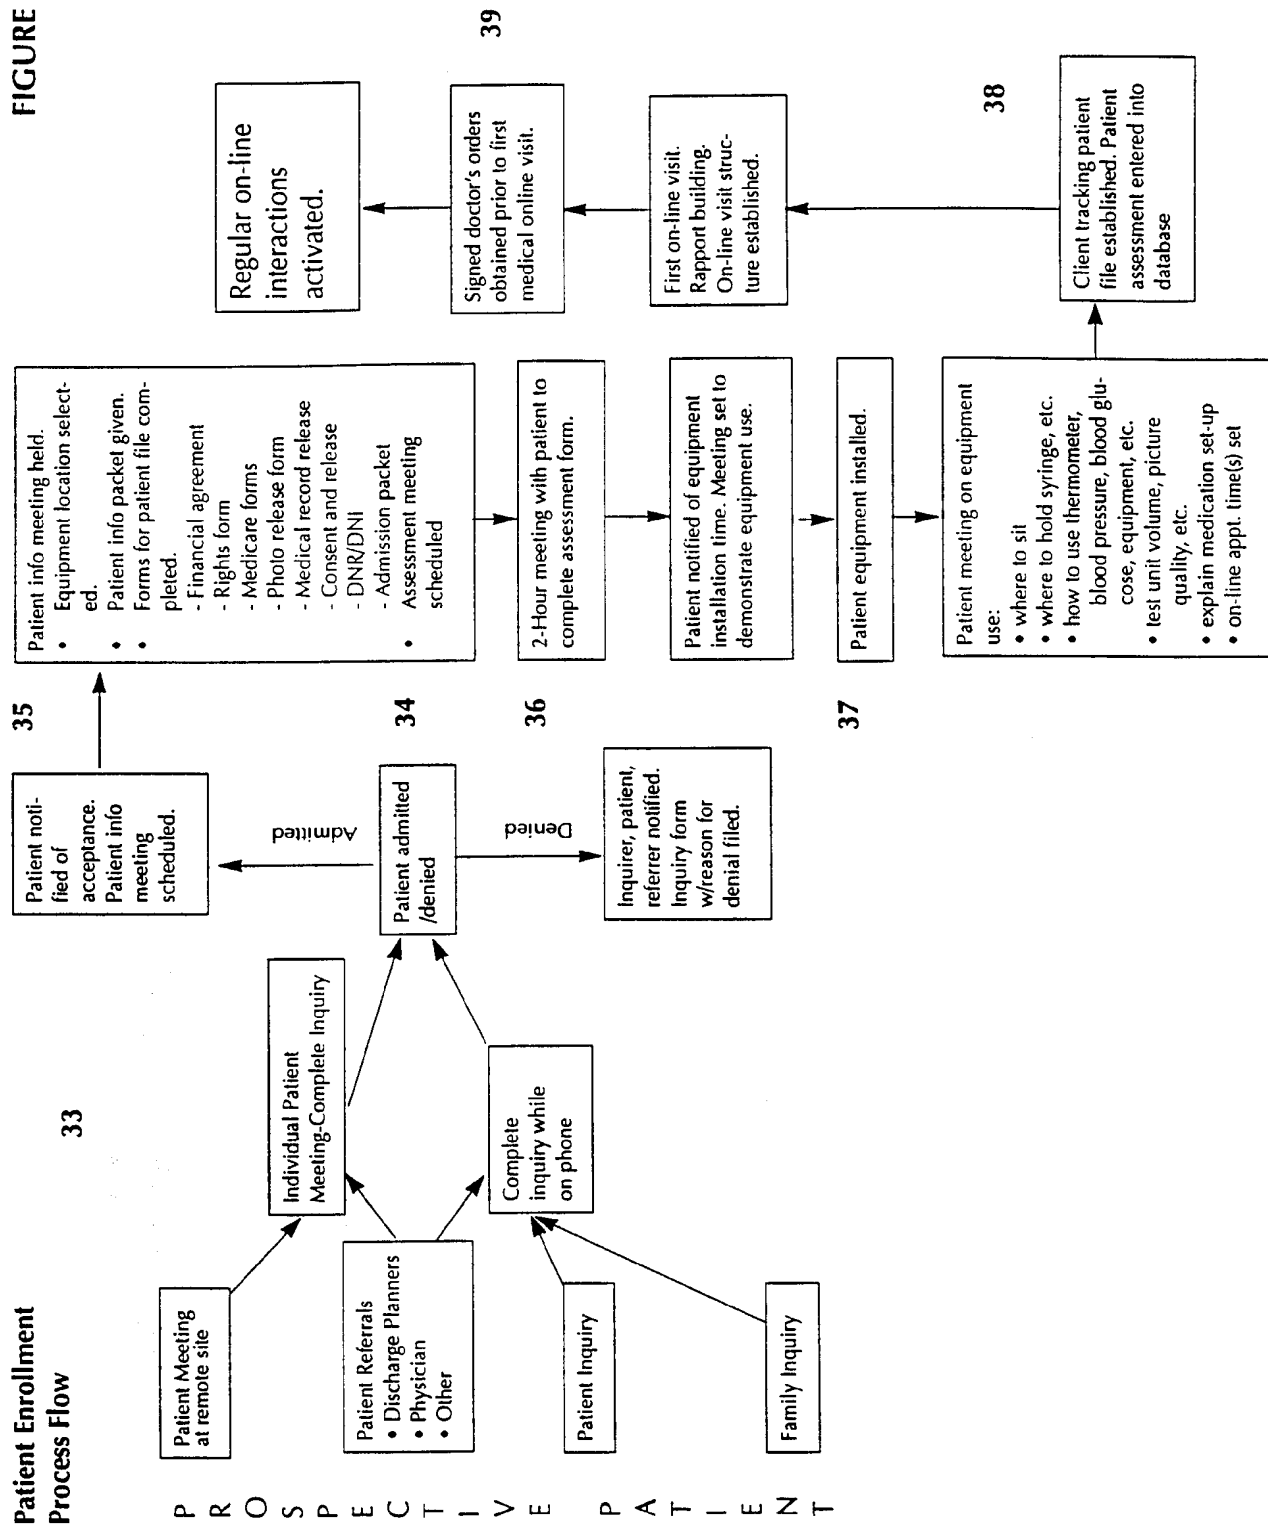 Patient Enrollment
Process Flow
FIGURE
33
P R O S P E C T I V E P A T I E N T
Patient Meeting
at remote site
Patient Referrals
• Discharge Planners
• Physician
• Other
Patient Inquiry
Family Inquiry
Individual Patient
Meeting-Complete Inquiry
Complete
inquiry while
on phone
Patient admitted
/denied
34
Admitted
Denied
Patient noti-
fied of
acceptance.
Patient info
meeting
scheduled.
35
Inquirer, patient,
referrer notified.
Inquiry form
w/reason for
denial filed.
36
Patient info meeting held.
• Equipment location select-
ed.
• Patient info packet given.
• Forms for patient file com-
pleted.
- Financial agreement
- Rights form
- Medicare forms
- Photo release form
- Medical record release
- Consent and release
- DNR/DNI
- Admission packet
• Assessment meeting
scheduled
2-Hour meeting with patient to
complete assessment form.
Patient notified of equipment
installation time. Meeting set to
demonstrate equipment use.
37
Patient equipment installed.
Patient meeting on equipment
use:
• where to sit
• where to hold syringe, etc.
• how to use thermometer,
blood pressure, blood glu-
cose, equipment, etc.
• test unit volume, picture
quality, etc.
• explain medication set-up
• on-line appt. time(s) set
38
Client tracking patient
file established. Patient
assessment entered into
database
First on-line visit.
Rapport building.
On-line visit struc-
ture established.
39
Signed doctor's orders
obtained prior to first
medical online visit.
Regular on-line
interactions
activated.